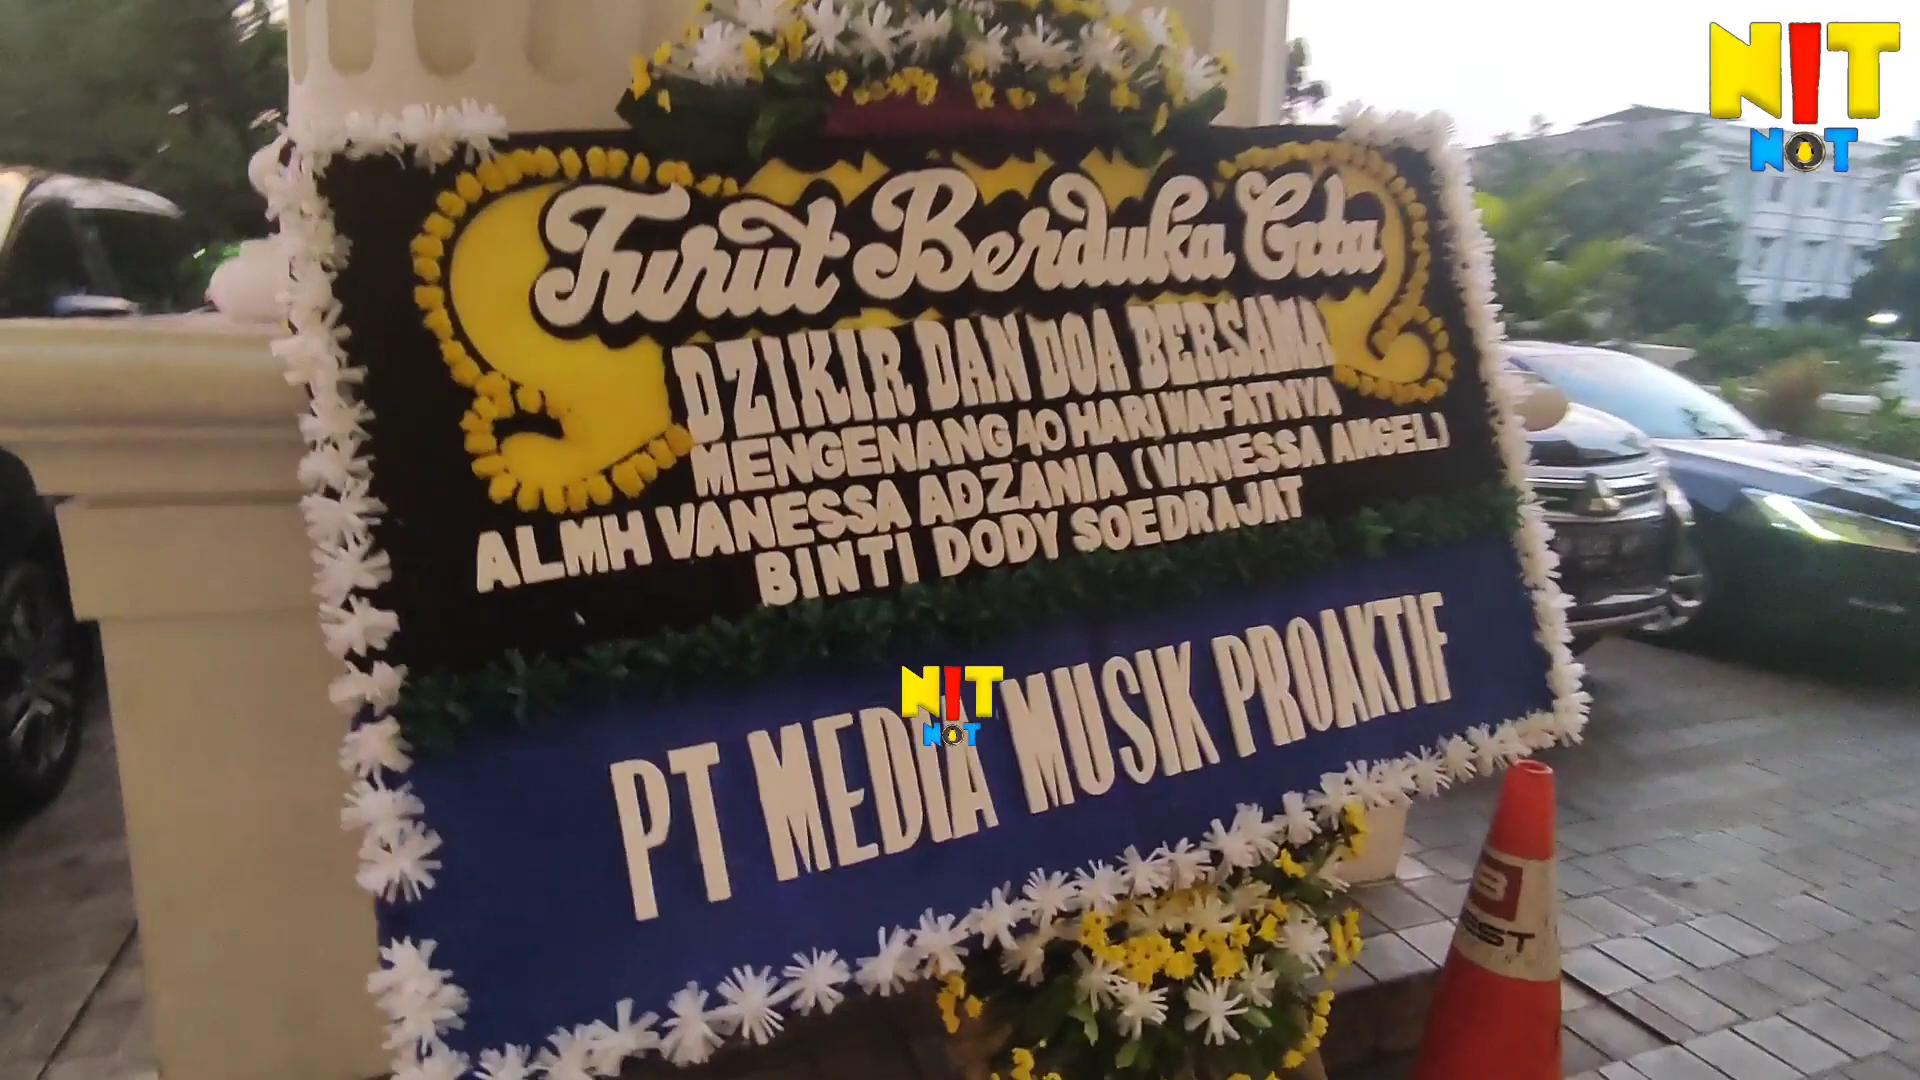 NIT
NOT
Turut Berduka Cita
DZIKIR DAN DOA BERSAMA
MENGENANG 40 HARI WAFATNYA
ALMH VANESSA ADZANIA (VANESSA ANGEL)
BINTI DODY SOEDRAJAT
NIT
NOT
PT MEDIA MUSIK PROAKTIF